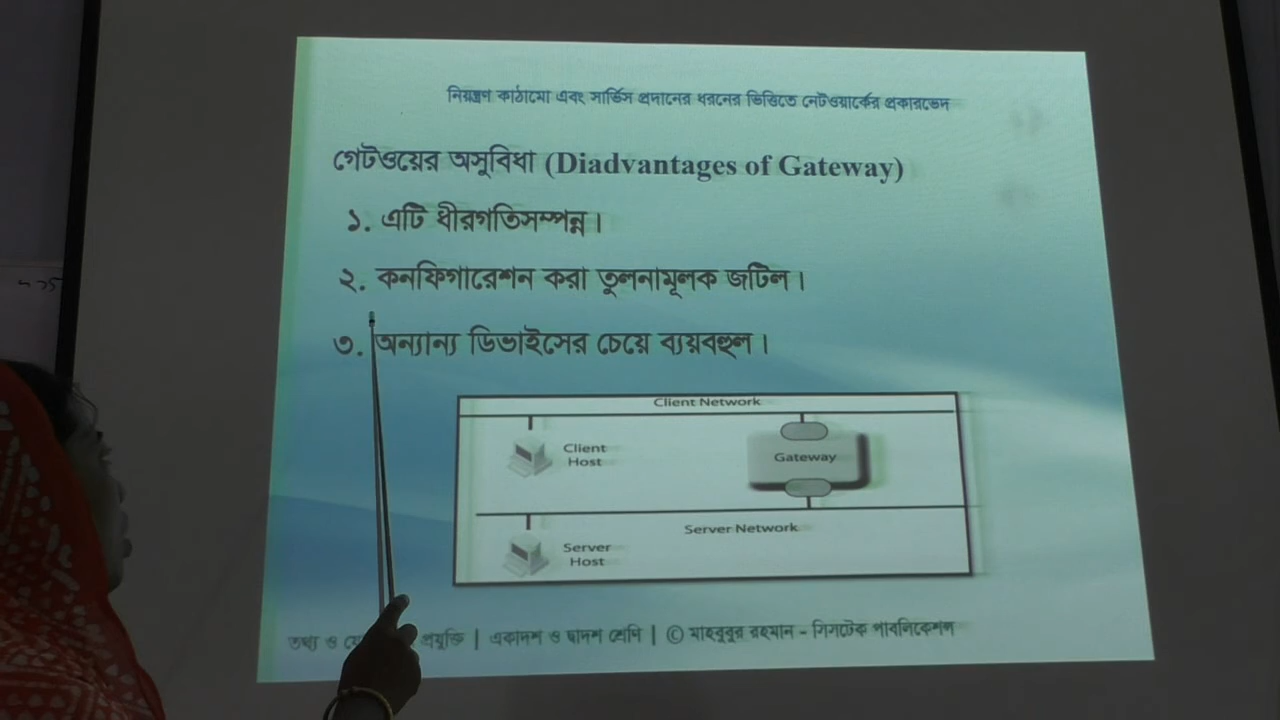 নিয়ন্ত্রণ কাঠামো এবং সার্ভিস প্রদানের ধরনের ভিত্তিতে নেটওয়ার্কের প্রকারভেদ
গেটওয়ের অসুবিধা (Diadvantages of Gateway)
১. এটি ধীরগতিসম্পন্ন।
২. কনফিগারেশন করা তুলনামূলক জটিল।
৩. অন্যান্য ডিভাইসের চেয়ে ব্যয়বহুল।
Client Network
Client
Host
Gateway
Server Network
Server
Host
তথ্য ও প্রযুক্তি | একাদশ ও দ্বাদশ শ্রেণি | © মাহবুবুর রহমান - সিসটেক পাবলিকেশন্স